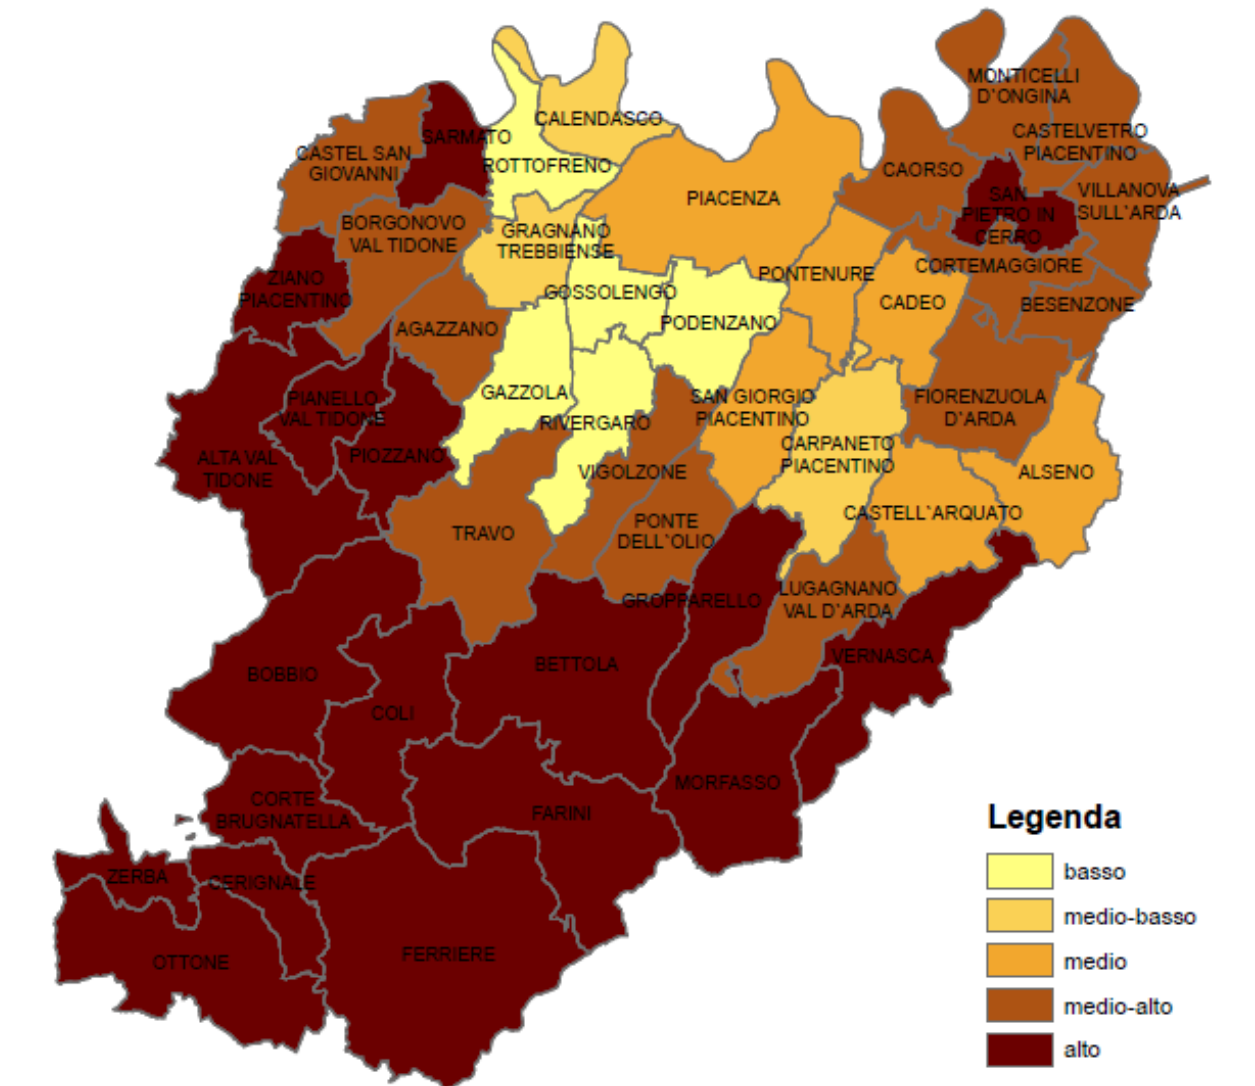 MONTICELLI
D'ONGINA
CALENDASCO
CASTELVETRO
PIACENTINO
SARMATO
CASTEL SAN
GIOVANNI
ROTTOFRENO
CAORSO
PIACENZA
VILLANOVA
SULL'ARDA
SAN
PIETRO IN
CERRO
BORGONOVO
VAL TIDONE
GRAGNANO
TREBBIENSE
CORTEMAGGIORE
ZIANO
PIACENTINO
PONTENURE
GOSSOLENGO
CADEO
BESENZONE
AGAZZANO
PODENZANO
GAZZOLA
SAN GIORGIO
PIACENTINO
FIORENZUOLA
D'ARDA
PIANELLO
VAL TIDONE
RIVERGARO
CARPANETO
PIACENTINO
PIOZZANO
ALTA VAL
TIDONE
VIGOLZONE
ALSENO
CASTELL'ARQUATO
TRAVO
PONTE
DELL'OLIO
LUGAGNANO
VAL D'ARDA
GROPPARELLO
VERNASCA
BETTOLA
BOBBIO
COLI
MORFASSO
CORTE
BRUGNATELLA
FARINI
ZERBA
CERIGNALE
FERRIERE
OTTONE
Legenda
basso
medio-basso
medio
medio-alto
alto